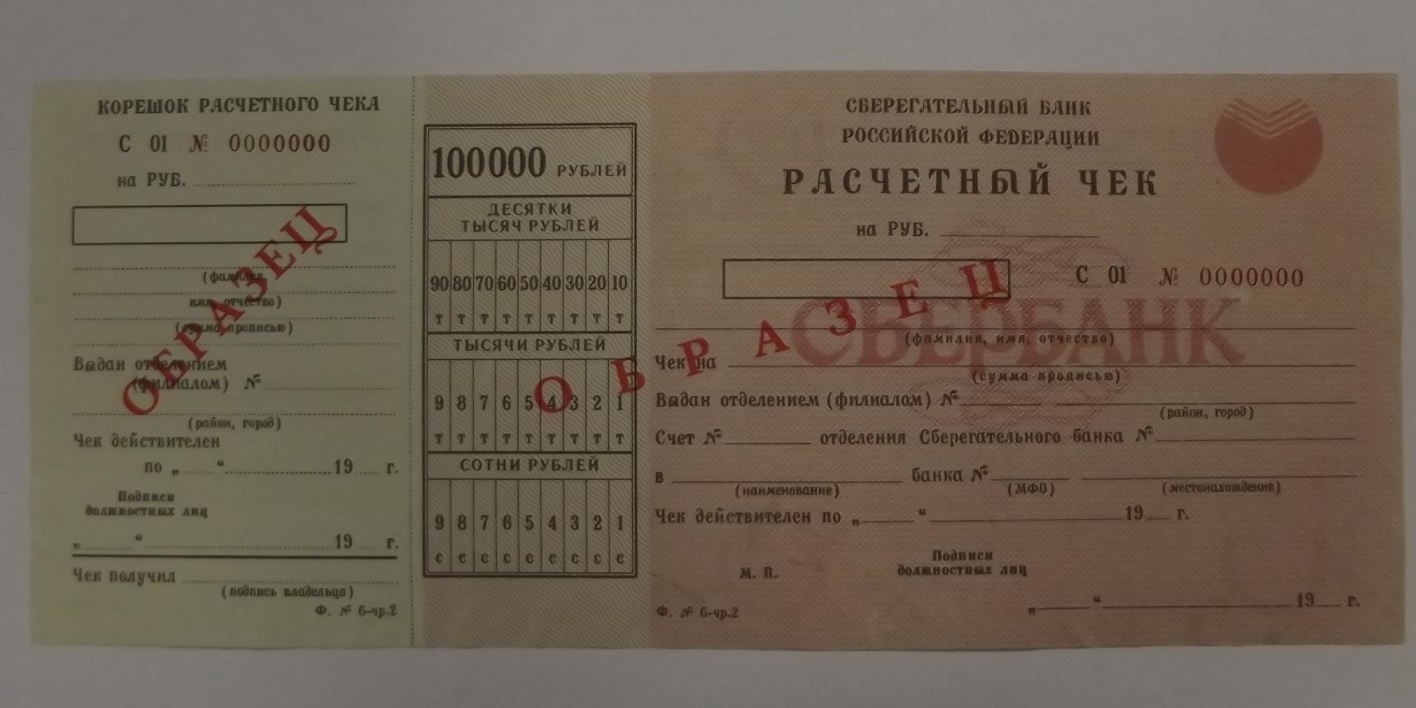 КОРЕШОК РАСЧЕТНОГО ЧЕКА
С 01 № 0000000
на РУБ.
(фамилия,
имя, отчество)
(сумма прописью)
Выдан отделением
(филиалом) №
(район, город)
Чек действителен
по „ “ 19 г.
Подписи
должностных лиц
„ “ 19 г.
Чек получил
(подпись владельца)
Ф. № 6-чр.2
ОБРАЗЕЦ
100000 РУБЛЕЙ
ДЕСЯТКИ
ТЫСЯЧ РУБЛЕЙ
90 80 70 60 50 40 30 20 10
т т т т т т т т т
ТЫСЯЧИ РУБЛЕЙ
9 8 7 6 5 4 3 2 1
т т т т т т т т т
СОТНИ РУБЛЕЙ
9 8 7 6 5 4 3 2 1
с с с с с с с с с
СБЕРЕГАТЕЛЬНЫЙ БАНК
РОССИЙСКОЙ ФЕДЕРАЦИИ
РАСЧЕТНЫЙ ЧЕК
на РУБ.
С 01 № 0000000
СБЕРБАНК
(фамилия, имя, отчество)
Чек на
(сумма прописью)
Выдан отделением (филиалом) №
(район, город)
Счет № отделения Сберегательного банка №
в банка №
(наименование) (МФО) (местонахождение)
Чек действителен по „ “ 19 г.
Подписи
М. П. должностных лиц
„ “ 19 г.
Ф. № 6-чр.2
ОБРАЗЕЦ